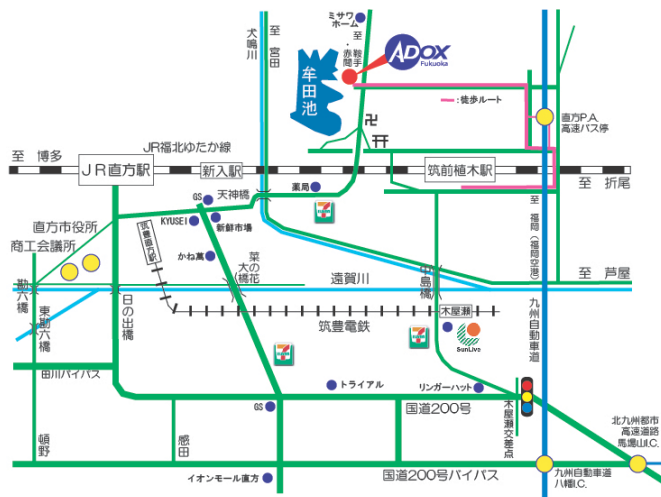 ミサワ
ホーム
至 鞍手
・赤間
ADOX
Fukuoka
至 宮田
犬鳴川
牟田池
:徒歩ルート
直方P.A.
高速バス停
JR福北ゆたか線
至 博多
JR直方駅
新入駅
筑前植木駅
至 折尾
薬局
GS
天神橋
KYUSEI
新鮮市場
直方市役所
商工会議所
筑豊直方駅
かね萬
菜の花大橋
遠賀川
中島橋
至 福岡(福岡空港)
至 芦屋
勘六橋
東勘六橋
日の出橋
筑豊電鉄
木屋瀬
SunLive
九州自動車道
7
ELEVEN
7
ELEVEN
7
ELEVEN
田川バイパス
トライアル
リンガーハット
国道200号
GS
木屋瀬交差点
北九州都市
高速道路
馬場山I.C.
頓野
感田
イオンモール直方
国道200号バイパス
九州自動車道
八幡I.C.